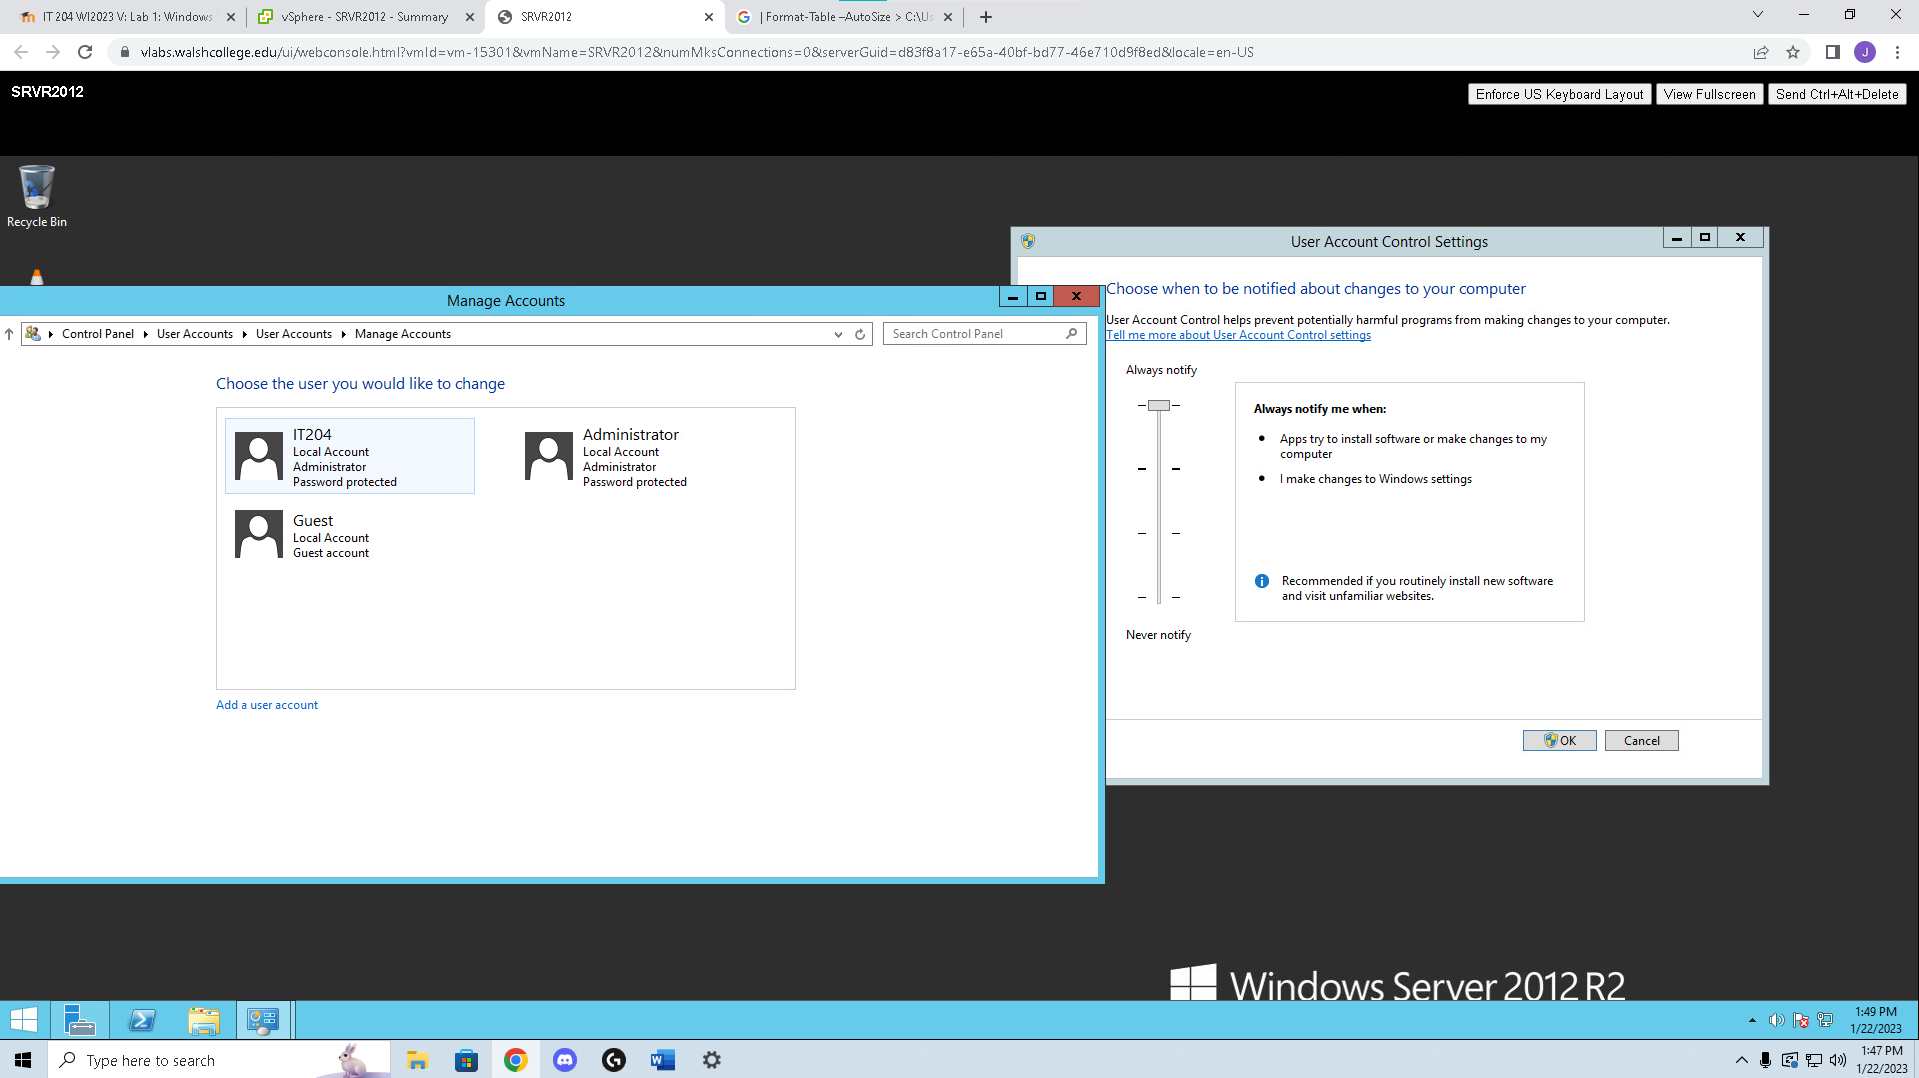 IT 204 WI2023 V: Lab 1: Windows
vSphere - SRVR2012 - Summary
SRVR2012
| Format-Table –AutoSize > C:\Us
vlabs.walshcollege.edu/ui/webconsole.html?vmId=vm-15301&vmName=SRVR2012&numMksConnections=0&serverGuid=d83f8a17-e65a-40bf-bd77-46e710d9f8ed&locale=en-US
J
SRVR2012
Enforce US Keyboard Layout
View Fullscreen
Send Ctrl+Alt+Delete
Recycle Bin
User Account Control Settings
Choose when to be notified about changes to your computer
User Account Control helps prevent potentially harmful programs from making changes to your computer.
Tell me more about User Account Control settings
Always notify
Always notify me when:
Apps try to install software or make changes to my
computer
I make changes to Windows settings
Recommended if you routinely install new software
and visit unfamiliar websites.
Never notify
OK
Cancel
Manage Accounts
Control Panel
User Accounts
User Accounts
Manage Accounts
Search Control Panel
Choose the user you would like to change
IT204
Local Account
Administrator
Password protected
Administrator
Local Account
Administrator
Password protected
Guest
Local Account
Guest account
Add a user account
Windows Server 2012 R2
1:49 PM
1/22/2023
Type here to search
1:47 PM
1/22/2023